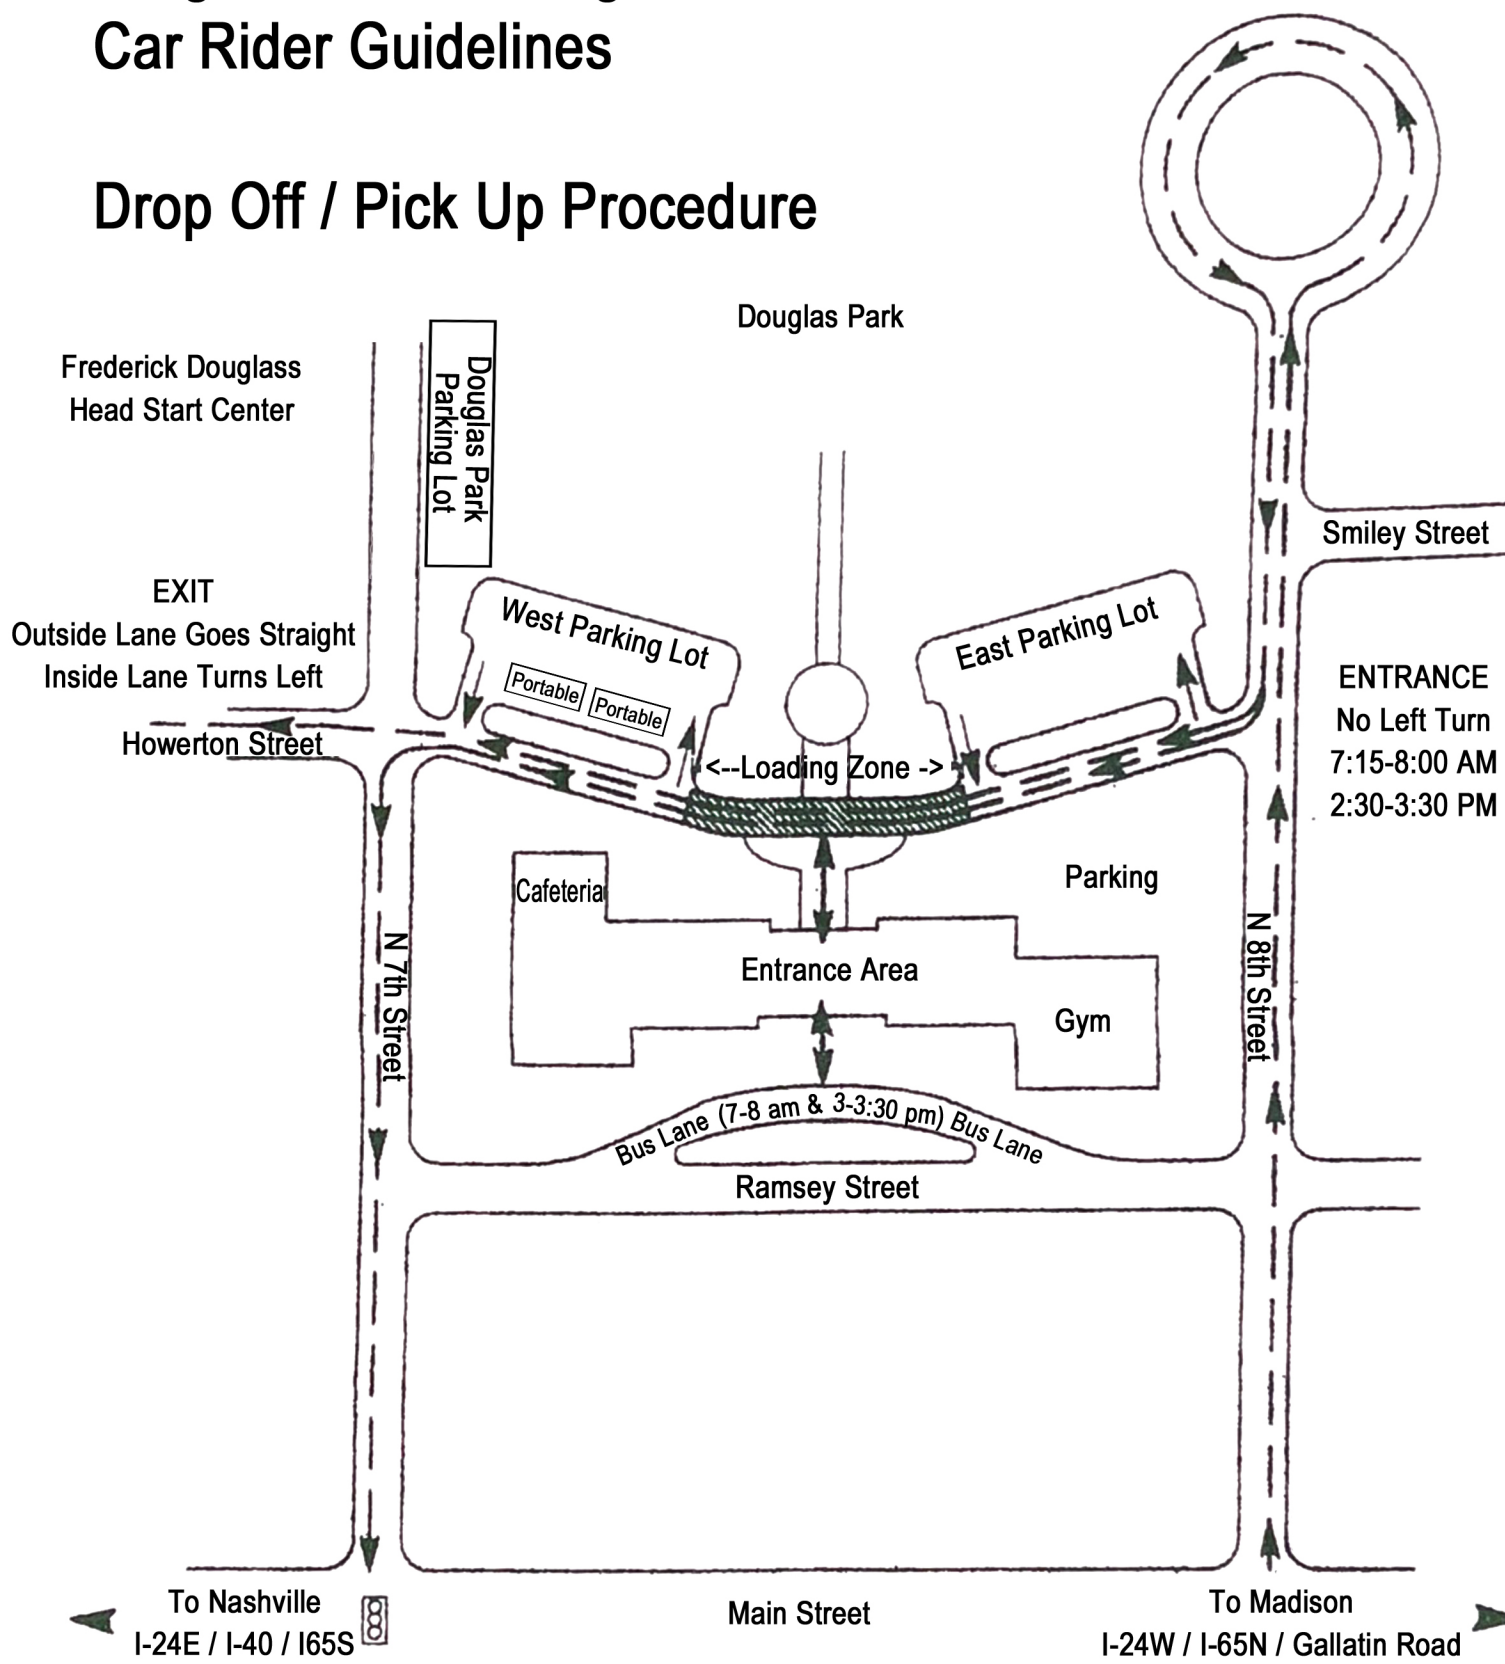 Car Rider Guidelines
Drop Off / Pick Up Procedure
Douglas Park
Frederick Douglass
Head Start Center
Douglas Park
Parking Lot
Smiley Street
EXIT
Outside Lane Goes Straight
Inside Lane Turns Left
West Parking Lot
East Parking Lot
Portable
Portable
ENTRANCE
No Left Turn
7:15-8:00 AM
2:30-3:30 PM
Howerton Street
<--Loading Zone ->
Cafeteria
Parking
N 7th Street
N 8th Street
Entrance Area
Gym
Bus Lane (7-8 am & 3-3:30 pm) Bus Lane
Ramsey Street
To Nashville
I-24E / I-40 / I65S
Main Street
To Madison
I-24W / I-65N / Gallatin Road